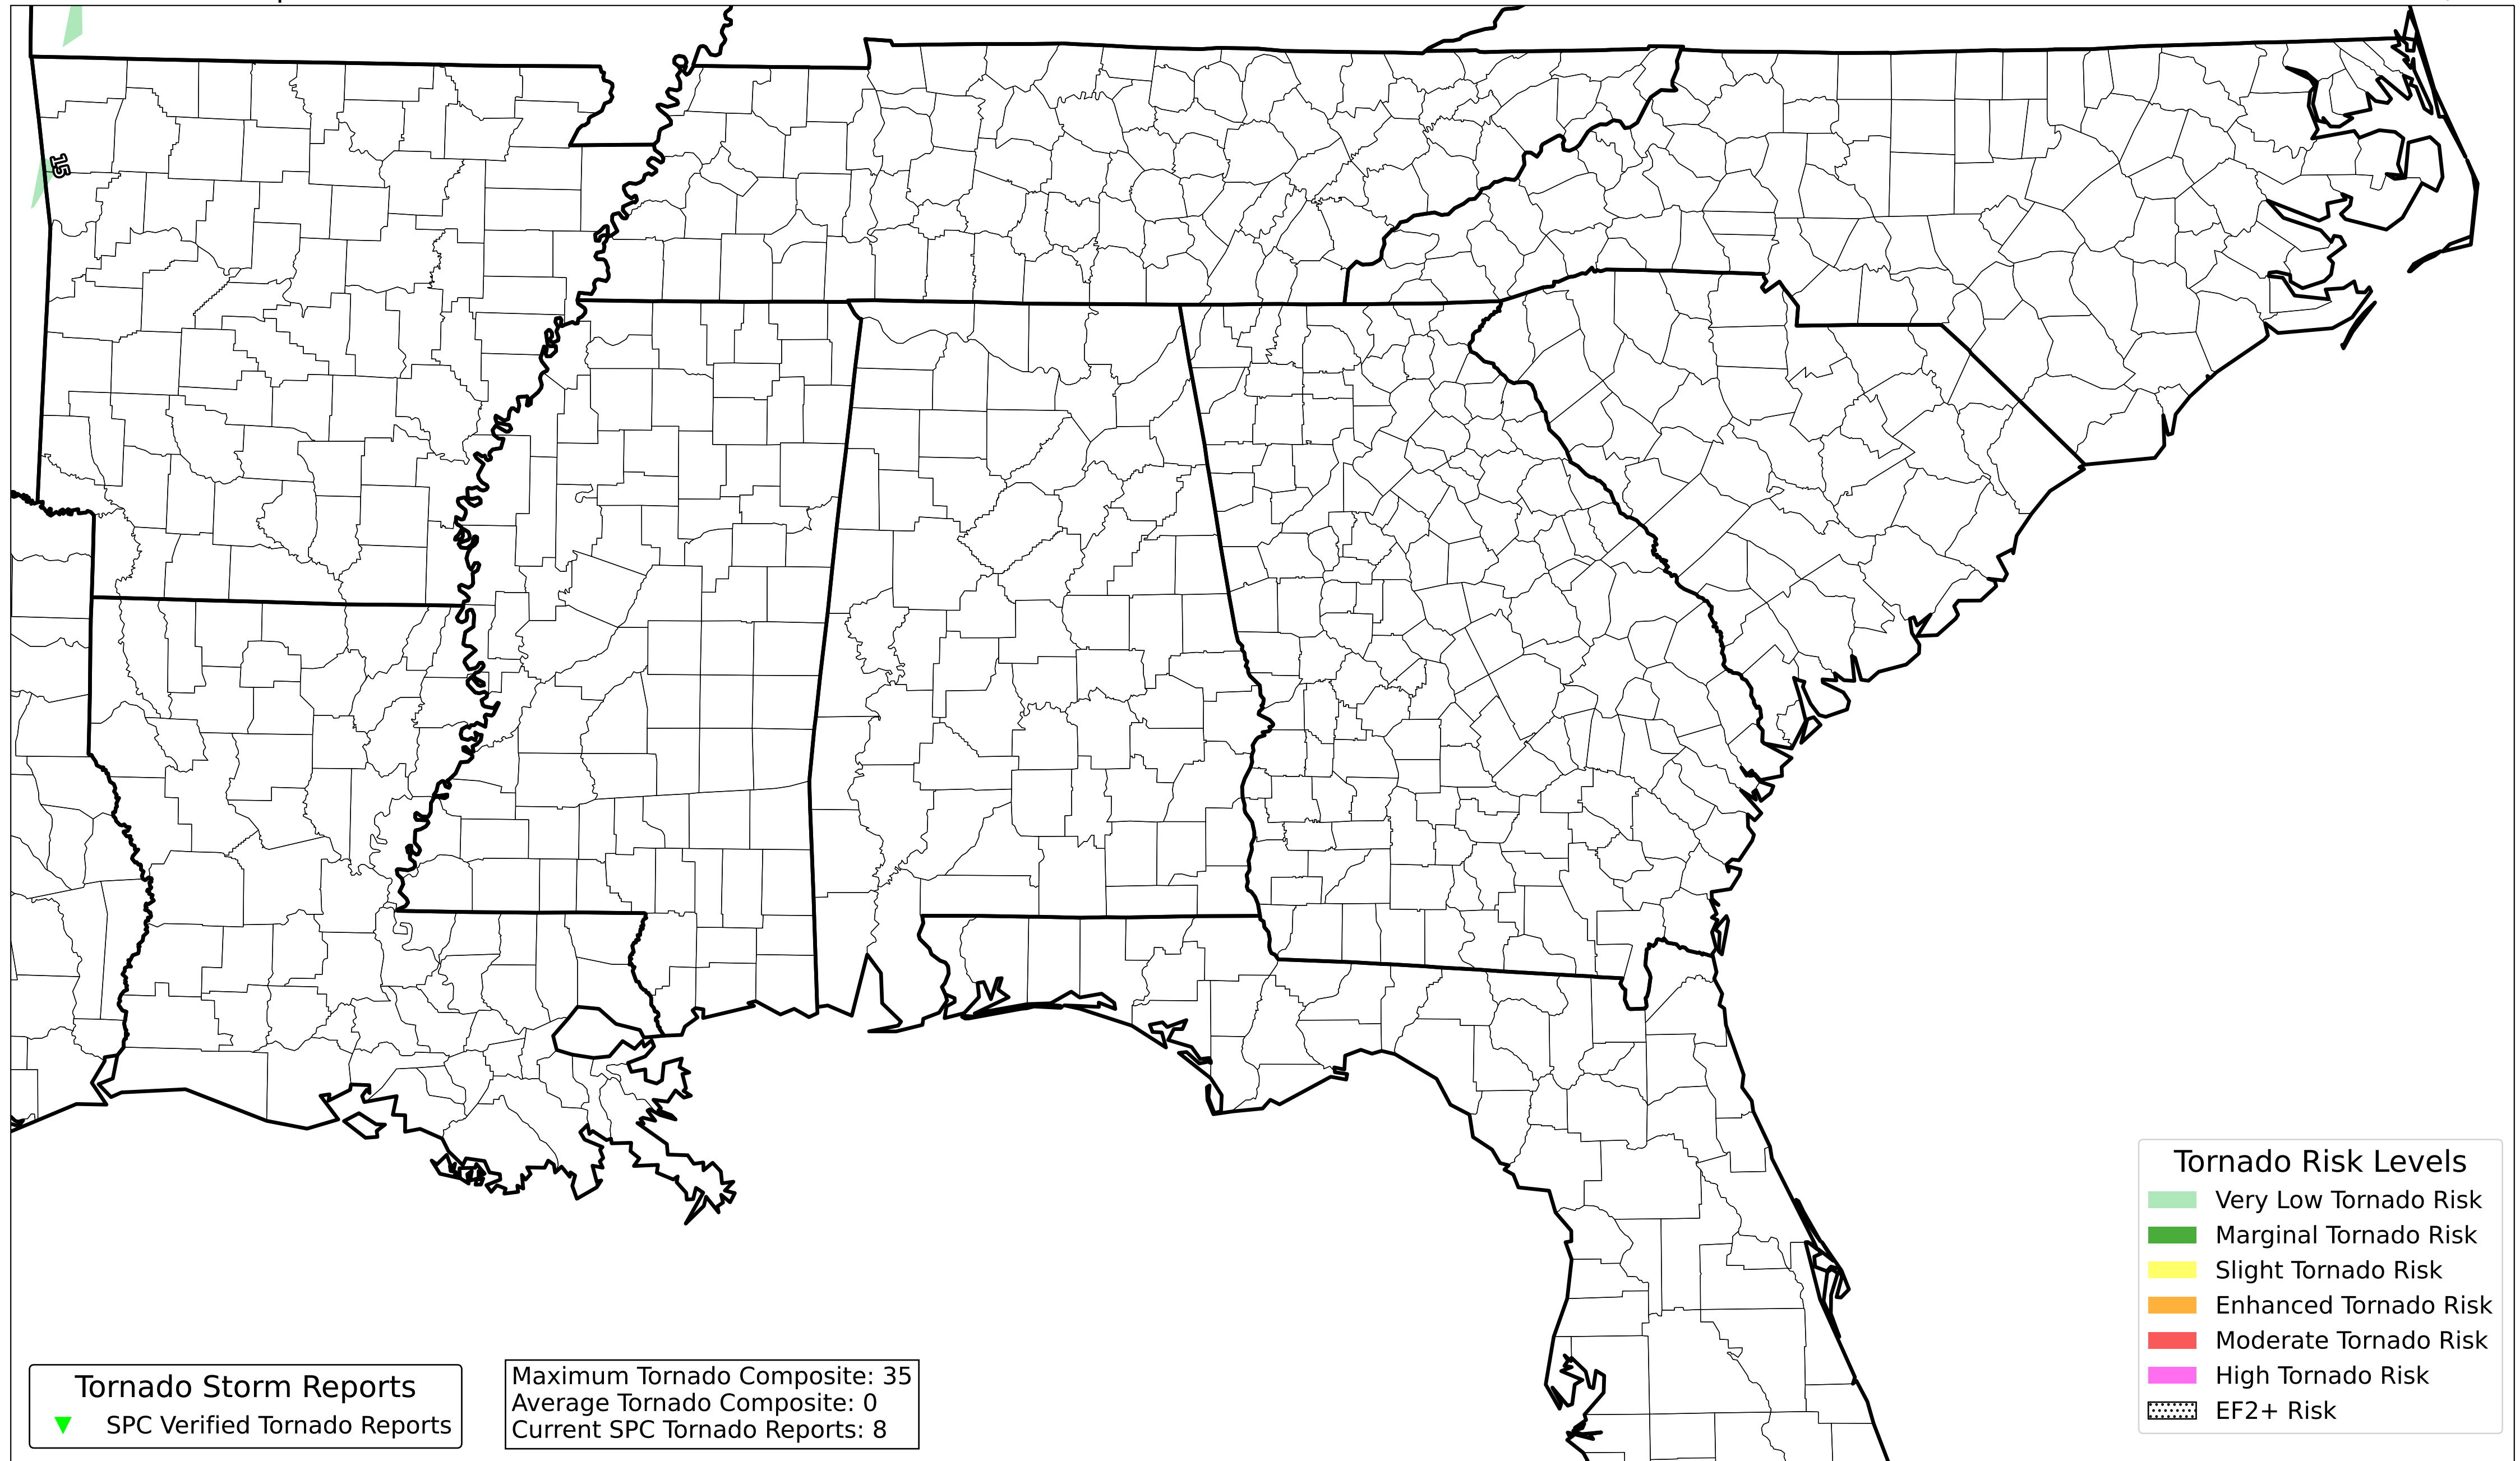 15
Tornado Risk Levels
Very Low Tornado Risk
Marginal Tornado Risk
Slight Tornado Risk
Enhanced Tornado Risk
Moderate Tornado Risk
High Tornado Risk
EF2+ Risk
Tornado Storm Reports
SPC Verified Tornado Reports
Maximum Tornado Composite: 35
Average Tornado Composite: 0
Current SPC Tornado Reports: 8